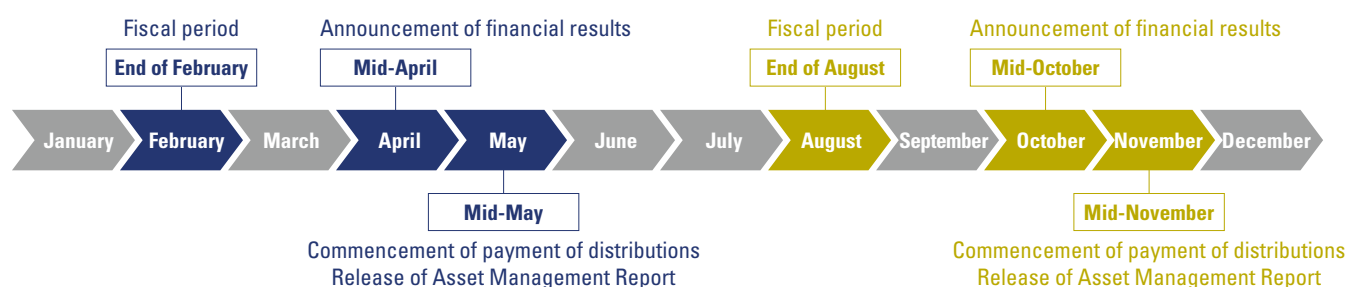 Fiscal period
Announcement of financial results
Fiscal period
Announcement of financial results
End of February
Mid-April
End of August
Mid-October
January
February
March
April
May
June
July
August
September
October
November
December
Mid-May
Mid-November
Commencement of payment of distributions
Release of Asset Management Report
Commencement of payment of distributions
Release of Asset Management Report